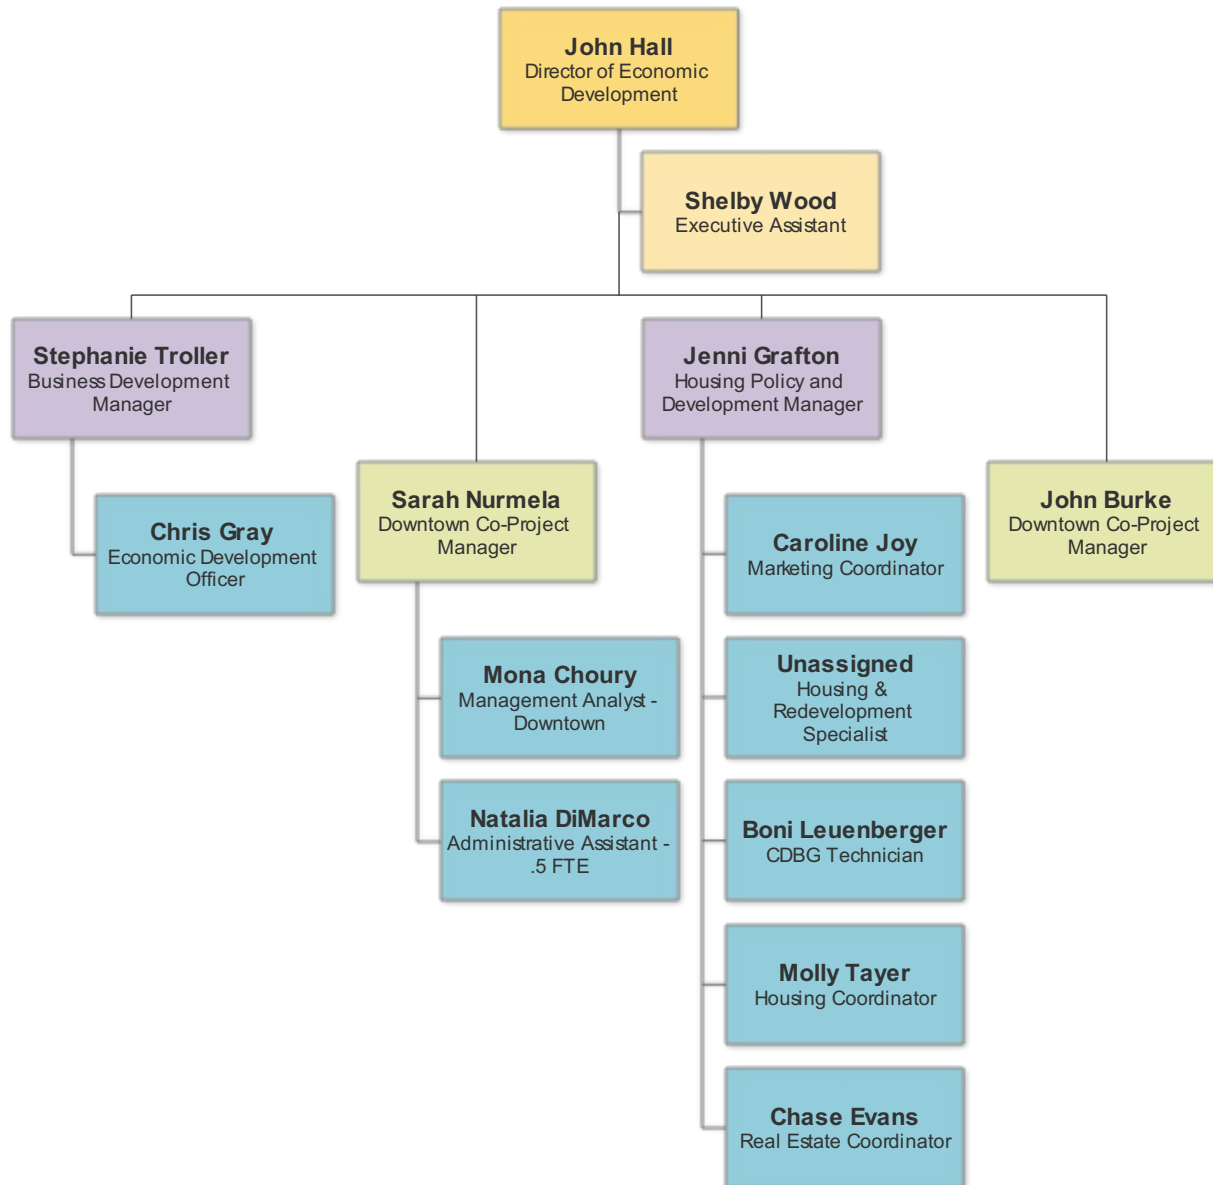 John Hall
Director of Economic
Development
Shelby Wood
Executive Assistant
Stephanie Troller
Business Development
Manager
Chris Gray
Economic Development
Officer
Sarah Nurmela
Downtown Co-Project
Manager
Mona Choury
Management Analyst -
Downtown
Natalia DiMarco
Administrative Assistant -
.5 FTE
Jenni Grafton
Housing Policy and
Development Manager
Caroline Joy
Marketing Coordinator
Unassigned
Housing &
Redevelopment
Specialist
Boni Leuenberger
CDBG Technician
Molly Tayer
Housing Coordinator
Chase Evans
Real Estate Coordinator
John Burke
Downtown Co-Project
Manager